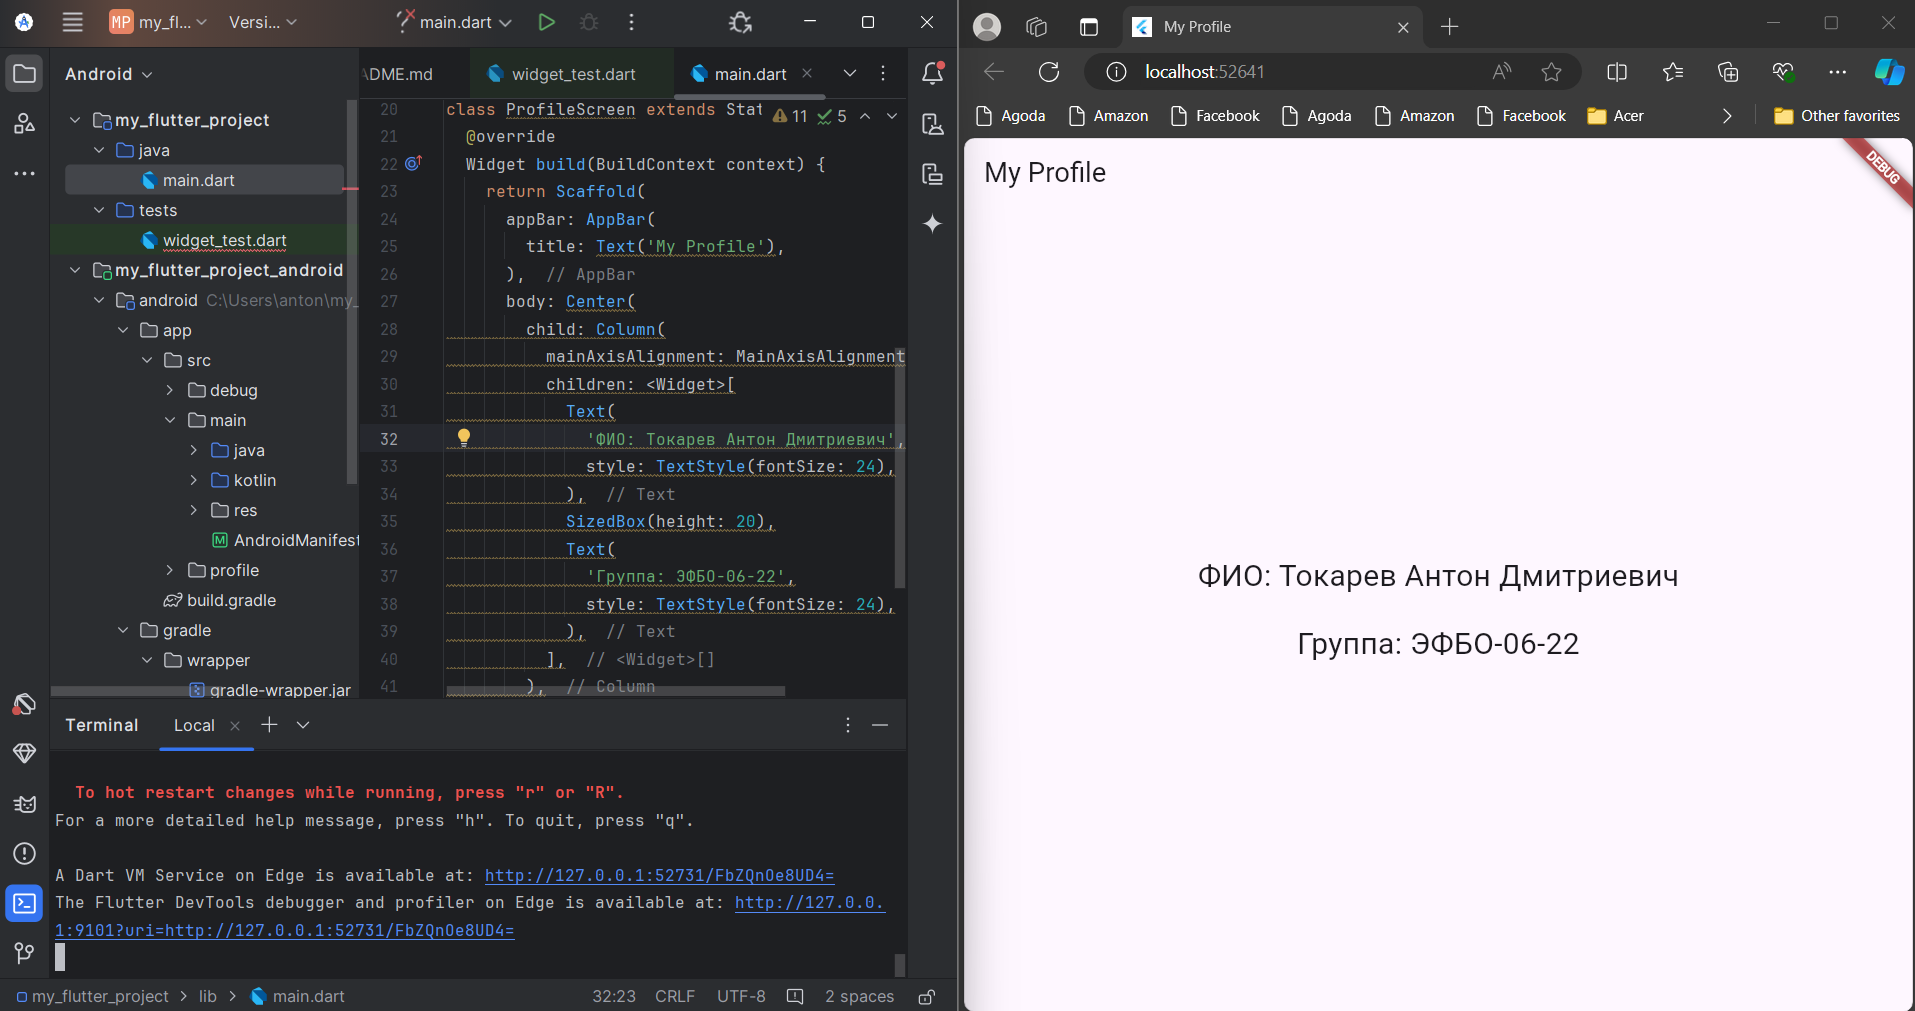 MP my_fl...
Versi...
main.dart
Android
my_flutter_project
java
main.dart
tests
widget_test.dart
my_flutter_project_android
android C:\Users\anton\my_
app
src
debug
main
java
kotlin
res
AndroidManifest
profile
build.gradle
gradle
wrapper
gradle-wrapper.jar
DME.md
widget_test.dart
main.dart
11 5
20 class ProfileScreen extends Stat
21 @override
22 Widget build(BuildContext context) {
23 return Scaffold(
24 appBar: AppBar(
25 title: Text('My Profile'),
26 ), // AppBar
27 body: Center(
28 child: Column(
29 mainAxisAlignment: MainAxisAlignment
30 children: <Widget>[
31 Text(
32 'ФИО: Токарев Антон Дмитриевич',
33 style: TextStyle(fontSize: 24),
34 ), // Text
35 SizedBox(height: 20),
36 Text(
37 'Группа: ЭФБО-06-22',
38 style: TextStyle(fontSize: 24),
39 ), // Text
40 ], // <Widget>[]
41 ), // Column
Terminal
Local
To hot restart changes while running, press "r" or "R".
For a more detailed help message, press "h". To quit, press "q".
A Dart VM Service on Edge is available at: http://127.0.0.1:52731/FbZQnOe8UD4=
The Flutter DevTools debugger and profiler on Edge is available at: http://127.0.0.
1:9101?uri=http://127.0.0.1:52731/FbZQnOe8UD4=
my_flutter_project > lib > main.dart
32:23
CRLF
UTF-8
2 spaces
My Profile
localhost:52641
Agoda
Amazon
Facebook
Agoda
Amazon
Facebook
Acer
Other favorites
My Profile
DEBUG
ФИО: Токарев Антон Дмитриевич
Группа: ЭФБО-06-22